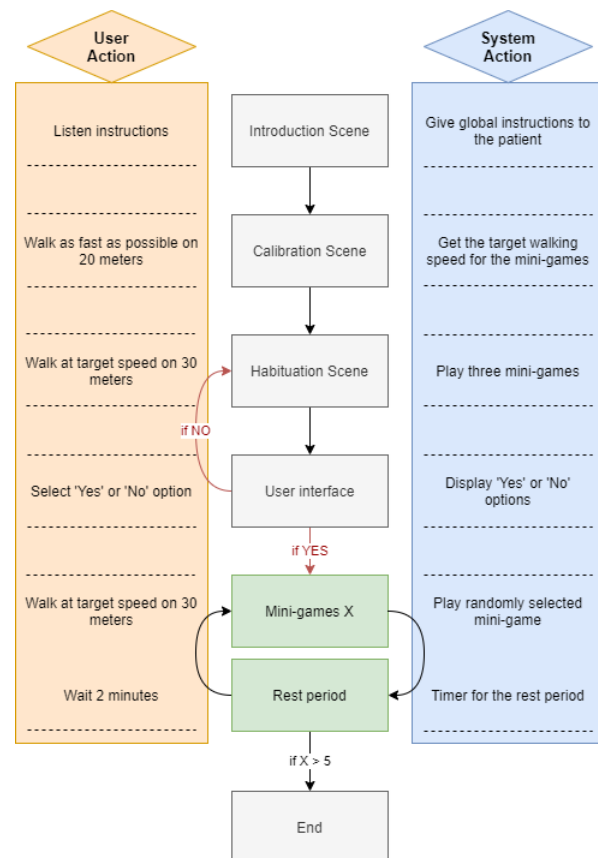 User
Action
System
Action
Listen instructions
Introduction Scene
Give global instructions to
the patient
Walk as fast as possible on
20 meters
Calibration Scene
Get the target walking
speed for the mini-games
Walk at target speed on 30
meters
Habituation Scene
Play three mini-games
if NO
Select 'Yes' or 'No' option
User interface
Display 'Yes' or 'No'
options
if YES
Walk at target speed on 30
meters
Mini-games X
Play randomly selected
mini-game
Wait 2 minutes
Rest period
Timer for the rest period
if X > 5
End